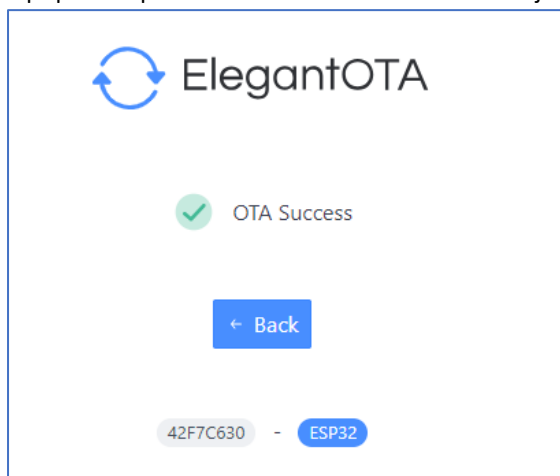 ElegantOTA
OTA Success
← Back
42F7C630 - ESP32